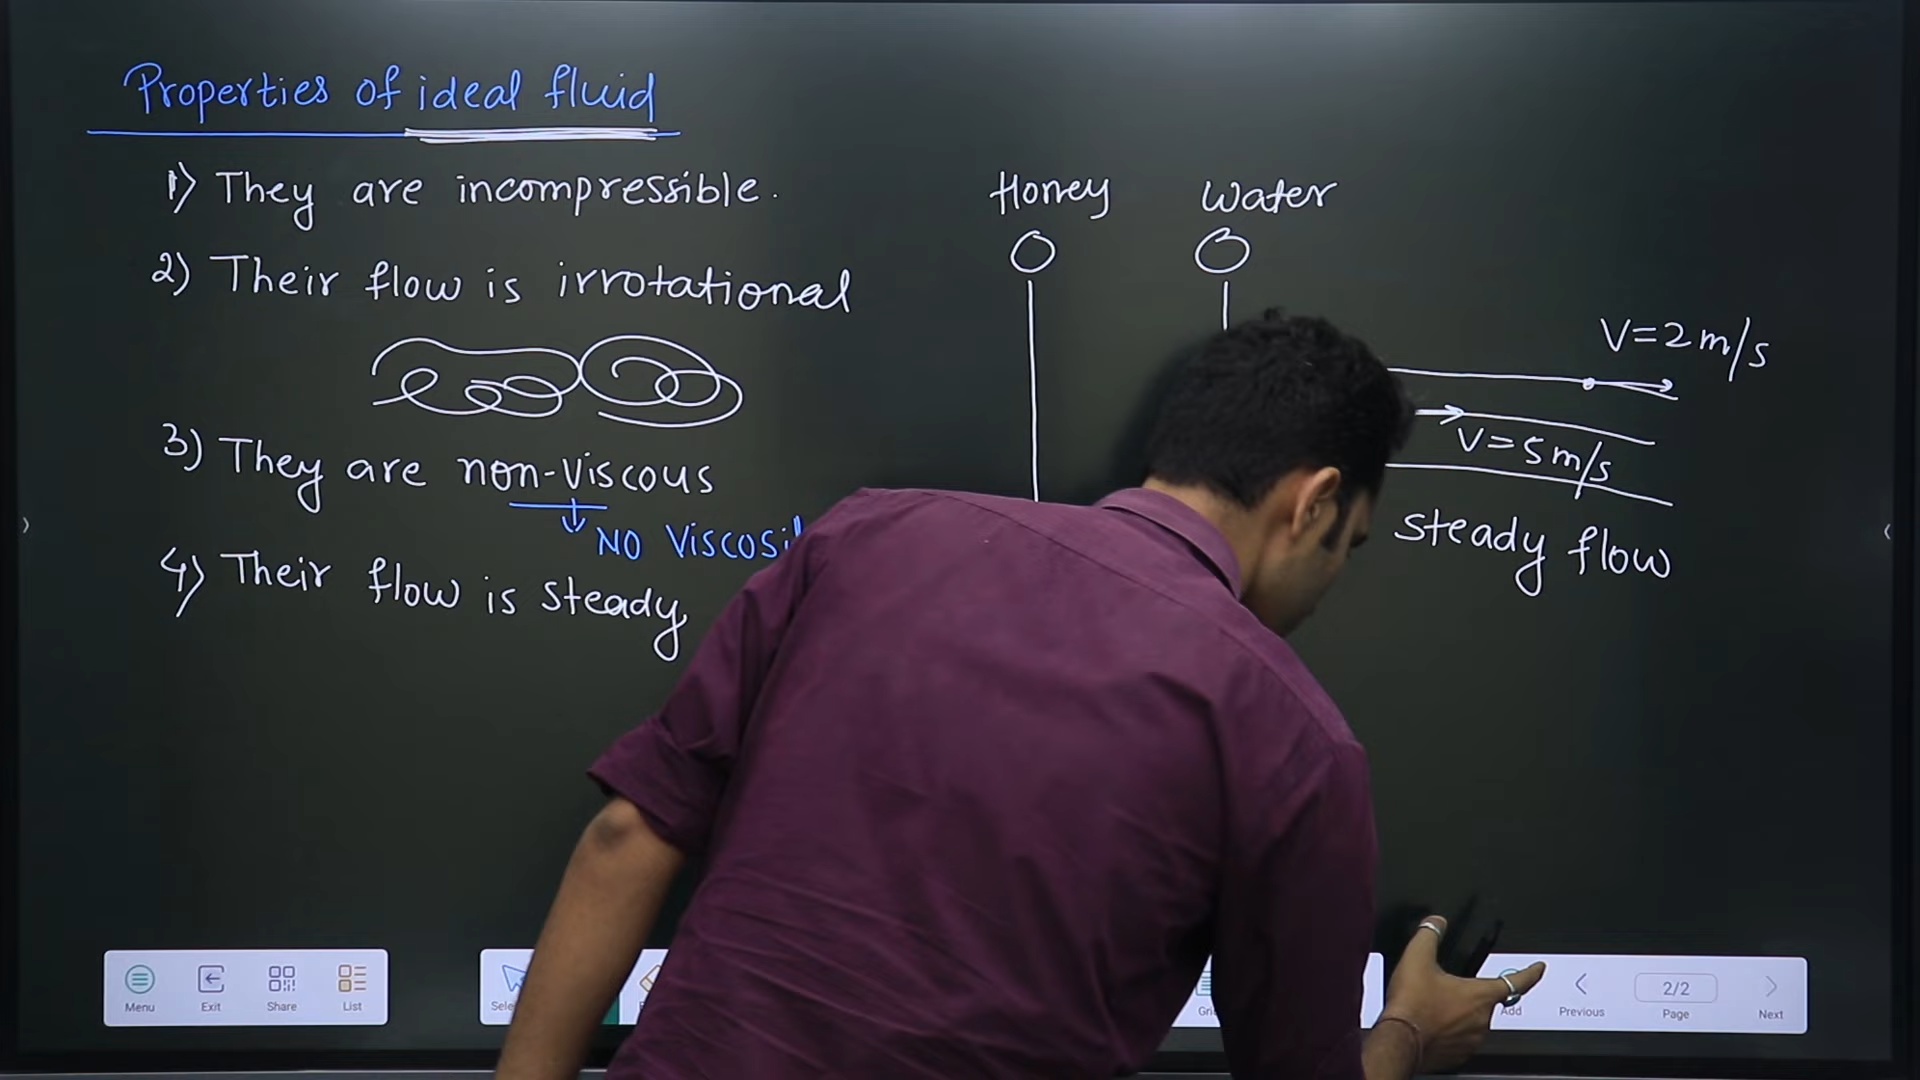 Properties of ideal fluid
1) They are incompressible.
2) Their flow is irrotational
3) They are non-viscous
↓ NO
4) Their flow is steady
Honey Water
V=2m/s
V=5m/s
steady flow
Menu Exit Share List
Add Previous 2/2 Page Next